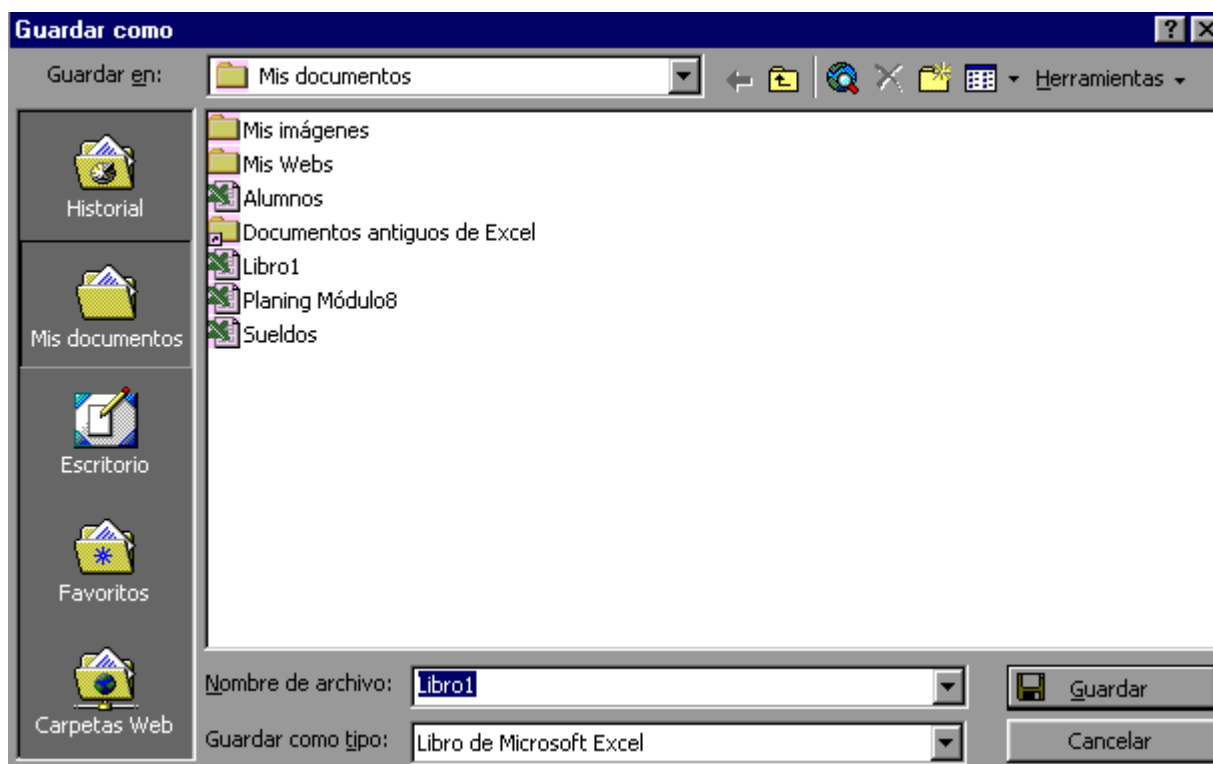 Guardar como
Guardar en:
Mis documentos
Herramientas
Historial
Mis documentos
Escritorio
Favoritos
Carpetas Web
Mis imágenes
Mis Webs
Alumnos
Documentos antiguos de Excel
Libro1
Planing Módulo8
Sueldos
Nombre de archivo:
Libro1
Guardar
Guardar como tipo:
Libro de Microsoft Excel
Cancelar